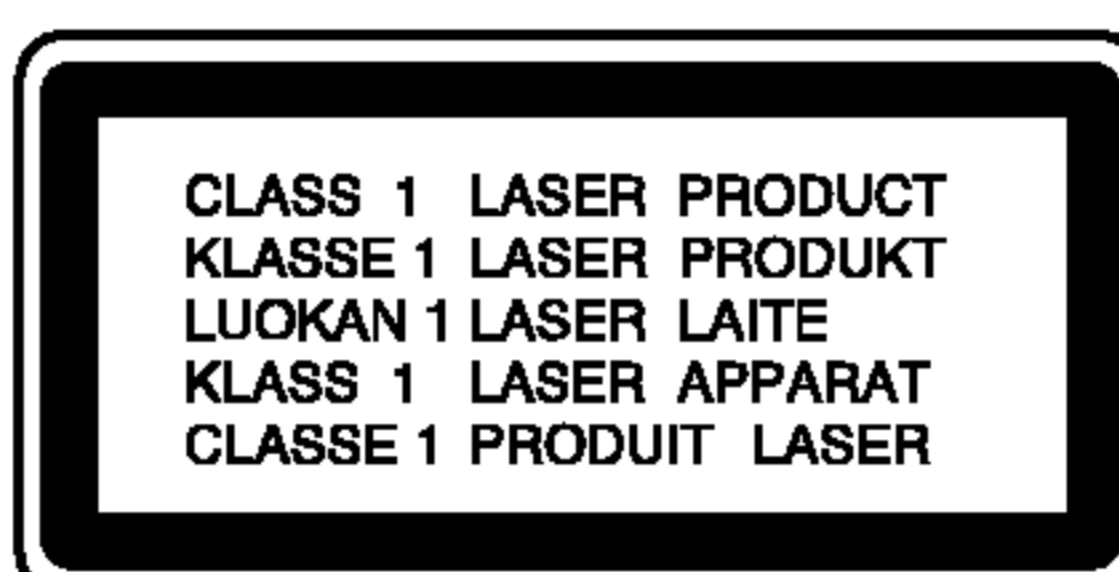 CLASS 1 LASER PRODUCT
KLASSE 1 LASER PRODUKT
LUOKAN 1 LASER LAITE
KLASS 1 LASER APPARAT
CLASSE 1 PRODUIT LASER